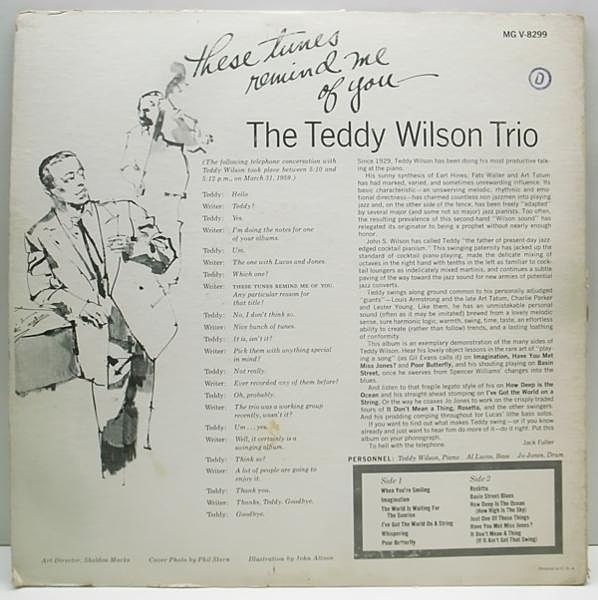 these tunes
remind me
of you
MG V-8299
D
The Teddy Wilson Trio
(The following telephone conversation with
Teddy Wilson took place between 5:10 and
5:12 p.m., on March 31, 1959.)
Teddy: Hello
Writer: Teddy?
Teddy: Yes.
Writer: I'm doing the notes for one
of your albums.
Teddy: Um.
Writer: The one with Lucas and Jones.
Teddy: Which one?
Writer: THESE TUNES REMIND ME OF YOU.
Any particular reason for
that title?
Teddy: No, I don't think so.
Writer: Nice bunch of tunes.
Teddy: It is, isn't it?
Writer: Pick them with anything special
in mind?
Teddy: Not really.
Writer: Ever recorded any of them before?
Teddy: Oh, probably.
Writer: The trio was a working group
recently, wasn't it?
Teddy: Um . . . yes.
Writer: Well, it certainly is a
swinging album.
Teddy: Think so?
Writer: A lot of people are going to
enjoy it.
Teddy: Thank you.
Writer: Thanks, Teddy. Goodbye.
Teddy: Goodbye.
Since 1929, Teddy Wilson has been doing his most productive talk-
ing at the piano.
His sunny synthesis of Earl Hines, Fats Waller and Art Tatum
has had marked, varied, and sometimes unrewarding influence. Its
basic characteristic—an unswerving melodic, rhythmic and emo-
tional directness—has charmed countless non jazzmen into playing
jazz and, on the other side of the fence, has been freely "adapted"
by several major (and some not so major) jazz pianists. Too often,
the resulting prevalence of this second-hand "Wilson sound" has
relegated its originator to being a prophet without nearly enough
honor.
John S. Wilson has called Teddy "the father of present-day jazz-
edged cocktail pianism." This swinging paternity has jacked up the
standard of cocktail piano-playing, made the delicate mixing of
octaves in the right hand with tenths in the left as familiar to cock-
tail loungers as indelicately mixed martinis, and continues a subtle
paving of the way toward the jazz sound for new armies of potential
jazz converts.
Teddy swings along ground common to his personally adjudged
"giants"—Louis Armstrong and the late Art Tatum, Charlie Parker
and Lester Young. Like them, he has an unmistakable personal
sound (often as it may be imitated) brewed from a lovely melodic
sense, sure harmonic logic, warmth, swing, time, taste, an effortless
ability to create (rather than follow) trends, and a lasting loathing
of conformity.
This album is an exemplary demonstration of the many sides of
Teddy Wilson. Hear his lovely object lessons in the rare art of "play-
ing a song" (as Gil Evans calls it) on Imagination, Have You Met
Miss Jones? and Poor Butterfly, and his shouting playing on Basin
Street, once he swerves from Spencer Williams' changes into the
blues.
And listen to that fragile legato style of his on How Deep is the
Ocean and his straight ahead stomping on I've Got the World on a
String. Or the way he coaxes Jo Jones to work on the crisply traded
fours of It Don't Mean a Thing, Rosetta, and the other swingers.
And his prodding comping throughout for Lucas' lithe bass solos.
If you want to find out what makes Teddy swing—or if you know
already and just want to hear him do more of it—do it right. Put this
album on your phonograph.
To hell with the telephone.
Jack Fuller
PERSONNEL: Teddy Wilson, Piano Al Lucas, Bass Jo Jones, Drum
Side 1
When You're Smiling
Imagination
The World is Waiting For
The Sunrise
I've Got The World On A String
Whispering
Poor Butterfly
Side 2
Rosetta
Basin Street Blues
How Deep Is The Ocean
(How High Is The Sky)
Just One Of Those Things
Have You Met Miss Jones?
It Don't Mean A Thing
(If It Ain't Got That Swing)
Art Director, Sheldon Marks Cover Photo by Phil Stern Illustration by John Altoon